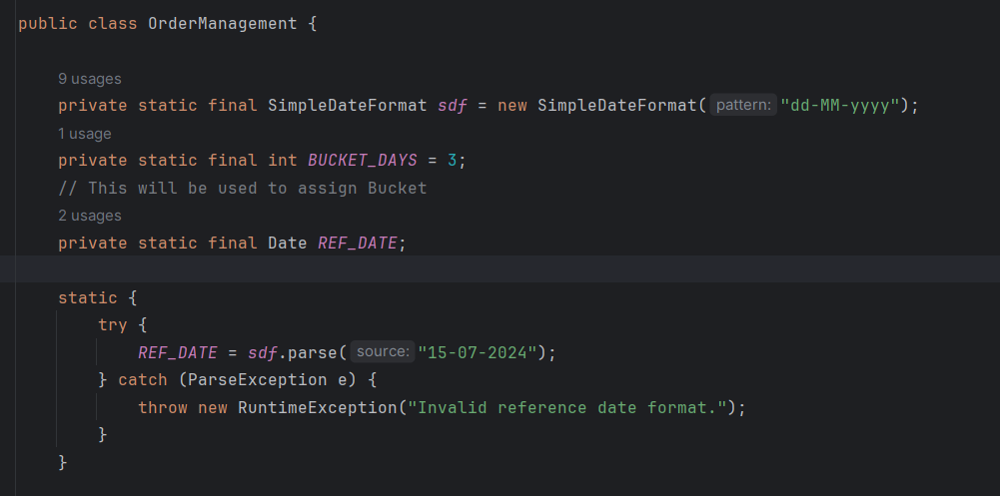 public class OrderManagement {
9 usages
private static final SimpleDateFormat sdf = new SimpleDateFormat( pattern: "dd-MM-yyyy");
1 usage
private static final int BUCKET_DAYS = 3;
// This will be used to assign Bucket
2 usages
private static final Date REF_DATE;
static {
try {
REF_DATE = sdf.parse( source: "15-07-2024");
} catch (ParseException e) {
throw new RuntimeException("Invalid reference date format.");
}
}